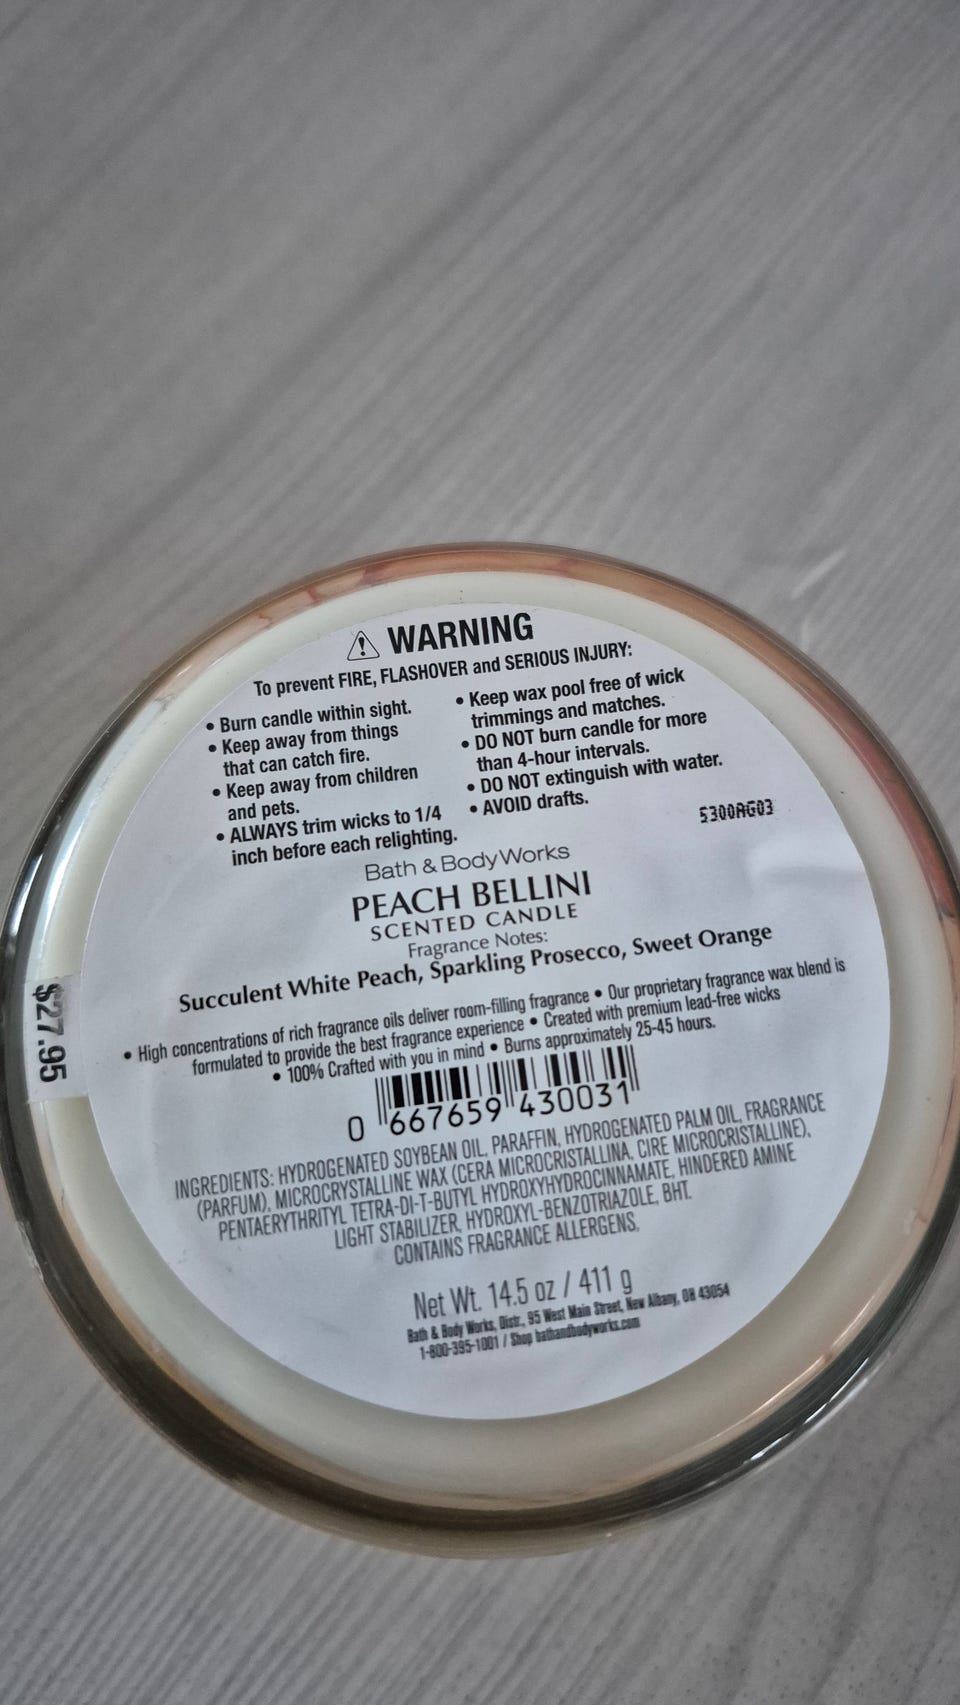 WARNING
To prevent FIRE, FLASHOVER and SERIOUS INJURY:
• Burn candle within sight.
• Keep away from things
that can catch fire.
• Keep away from children
and pets.
• ALWAYS trim wicks to 1/4
inch before each relighting.
• Keep wax pool free of wick
trimmings and matches.
• DO NOT burn candle for more
than 4-hour intervals.
• DO NOT extinguish with water.
• AVOID drafts.
5300AG03
Bath & Body Works
PEACH BELLINI
SCENTED CANDLE
Fragrance Notes:
Succulent White Peach, Sparkling Prosecco, Sweet Orange
• High concentrations of rich fragrance oils deliver room-filling fragrance • Our proprietary fragrance wax blend is
formulated to provide the best fragrance experience • Created with premium lead-free wicks
• 100% Crafted with you in mind • Burns approximately 25-45 hours.
$27.95
0 667659 430031
INGREDIENTS: HYDROGENATED SOYBEAN OIL, PARAFFIN, HYDROGENATED PALM OIL, FRAGRANCE
(PARFUM), MICROCRYSTALLINE WAX (CERA MICROCRISTALLINA, CIRE MICROCRISTALLINE),
PENTAERYTHRITYL TETRA-DI-T-BUTYL HYDROXYHYDROCINNAMATE, HINDERED AMINE
LIGHT STABILIZER, HYDROXYL-BENZOTRIAZOLE, BHT.
CONTAINS FRAGRANCE ALLERGENS.
Net Wt. 14.5 oz / 411 g
Bath & Body Works, Distr., 95 West Main Street, New Albany, OH 43054
1-800-395-1001 / Shop bathandbodyworks.com